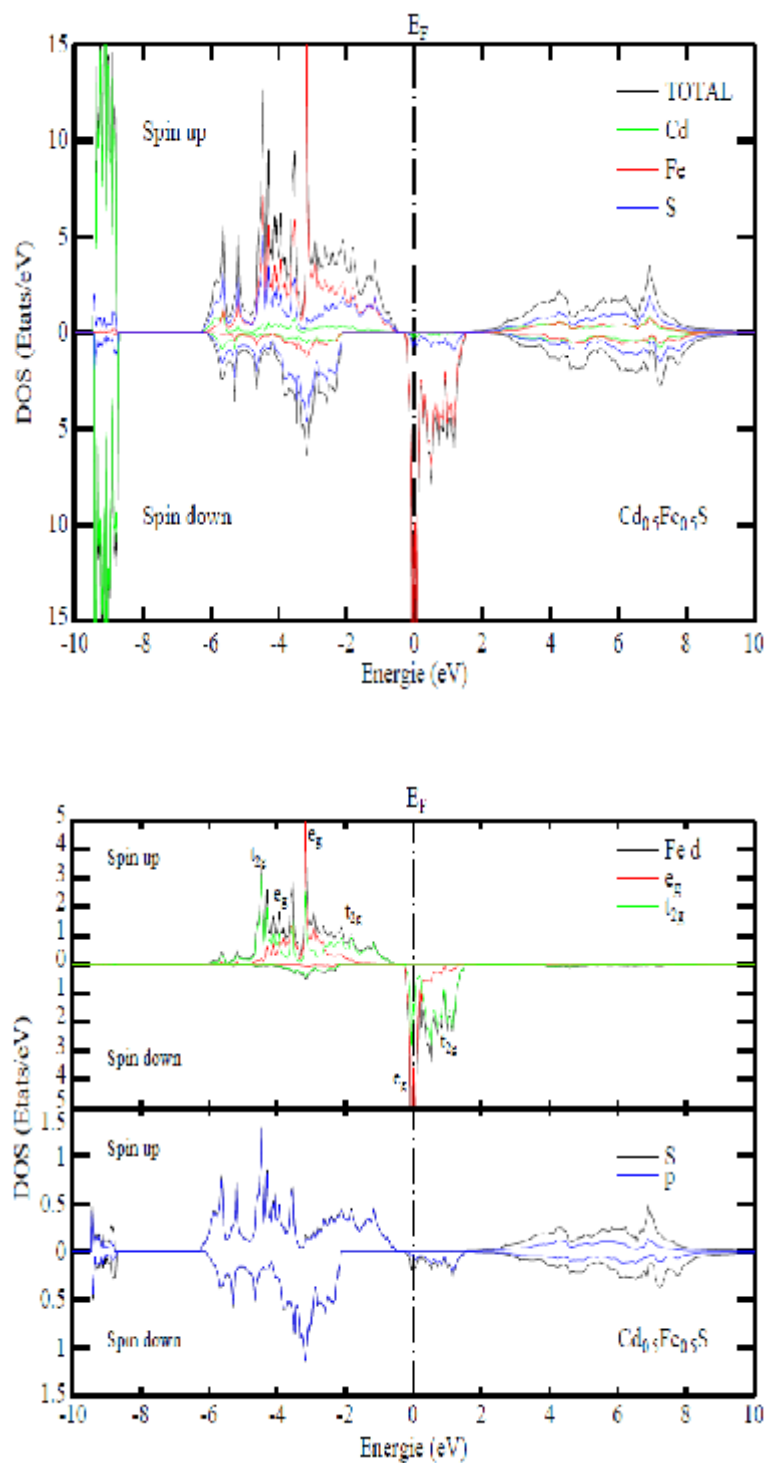 E_F
15
10
5
0
5
10
15
DOS (Etats/eV)
Spin up
Spin down
TOTAL
Cd
Fe
S
Cd0.5Fe0.5S
-10 -8 -6 -4 -2 0 2 4 6 8 10
Energie (eV)
E_F
5
4
3
2
1
0
1
2
3
4
5
Spin up
t2g
eg
eg
t2g
Fe d
eg
t2g
Spin down
eg
t2g
DOS (Etats/eV)
1.5
1
0.5
0
0.5
1
1.5
Spin up
S
p
Spin down
Cd0.5Fe0.5S
-10 -8 -6 -4 -2 0 2 4 6 8 10
Energie (eV)